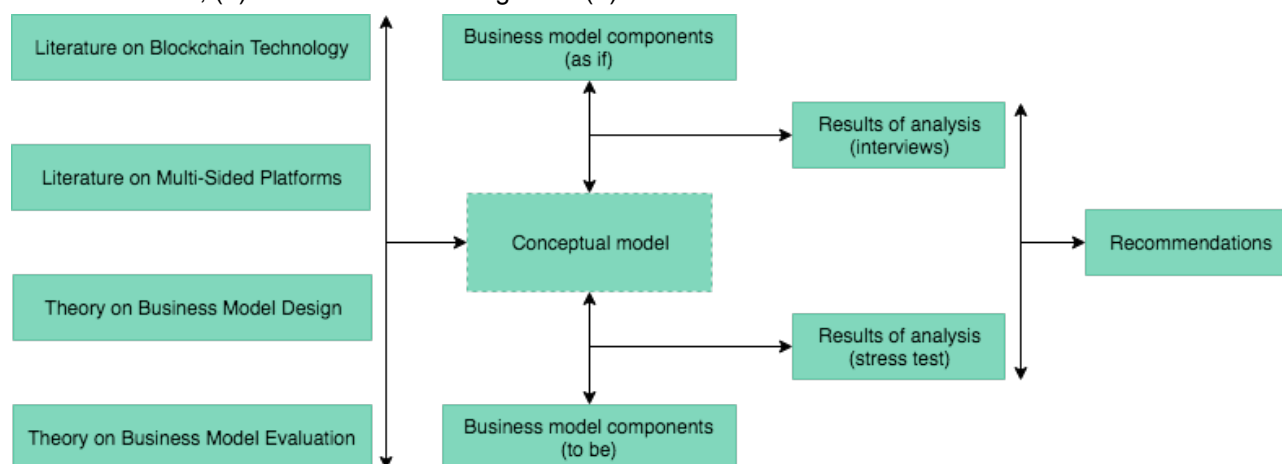 Literature on Blockchain Technology
Literature on Multi-Sided Platforms
Theory on Business Model Design
Theory on Business Model Evaluation
Business model components
(as if)
Conceptual model
Business model components
(to be)
Results of analysis
(interviews)
Results of analysis
(stress test)
Recommendations